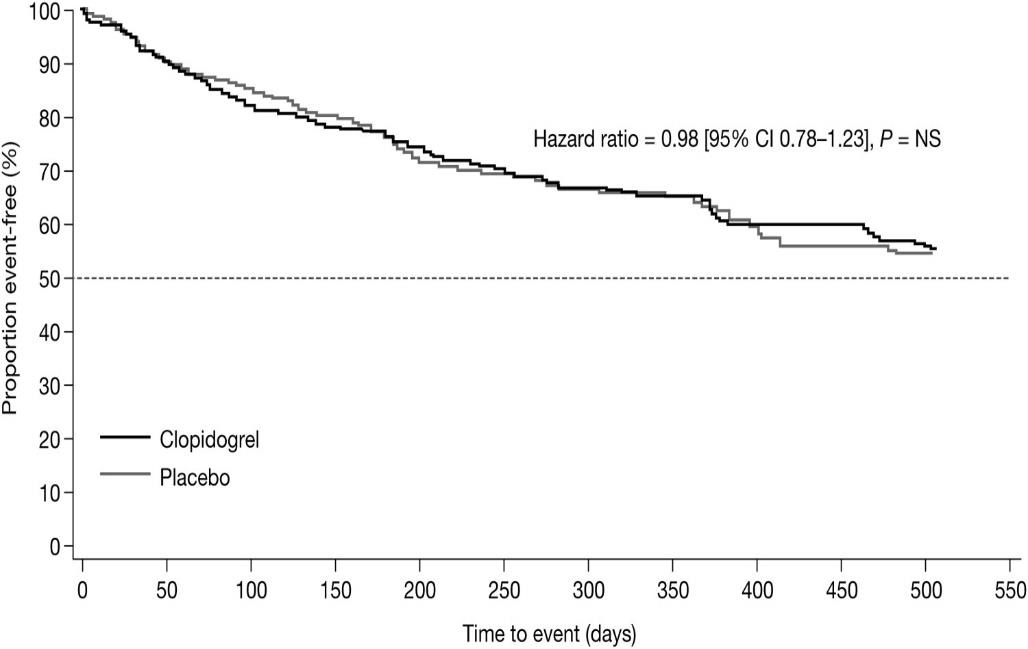 Proportion event-free (%)
100
90
80
70
60
50
40
30
20
10
0
Hazard ratio = 0.98 [95% CI 0.78–1.23], P = NS
Clopidogrel
Placebo
0 50 100 150 200 250 300 350 400 450 500 550
Time to event (days)